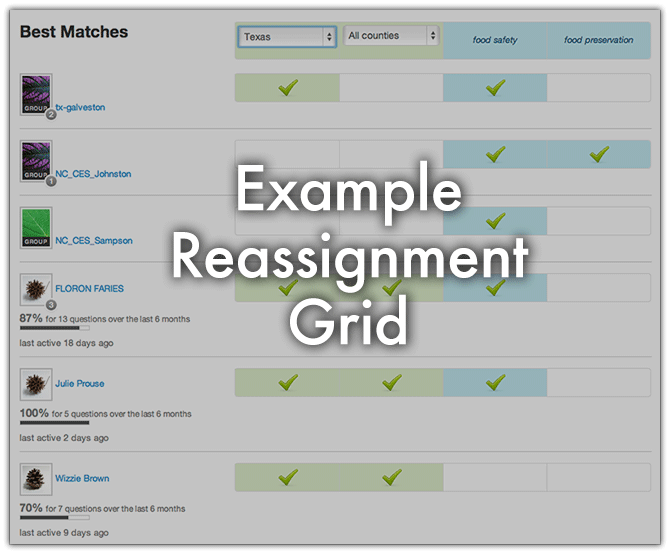 Best Matches
Texas
All counties
food safety
food preservation
GROUP
2
tx-galveston
GROUP
1
NC_CES_Johnston
Example
GROUP
NC_CES_Sampson
Reassignment
FLORON FARIES
3
Grid
87% for 13 questions over the last 6 months
last active 18 days ago
Julie Prouse
100% for 5 questions over the last 6 months
last active 2 days ago
Wizzie Brown
70% for 7 questions over the last 6 months
last active 9 days ago